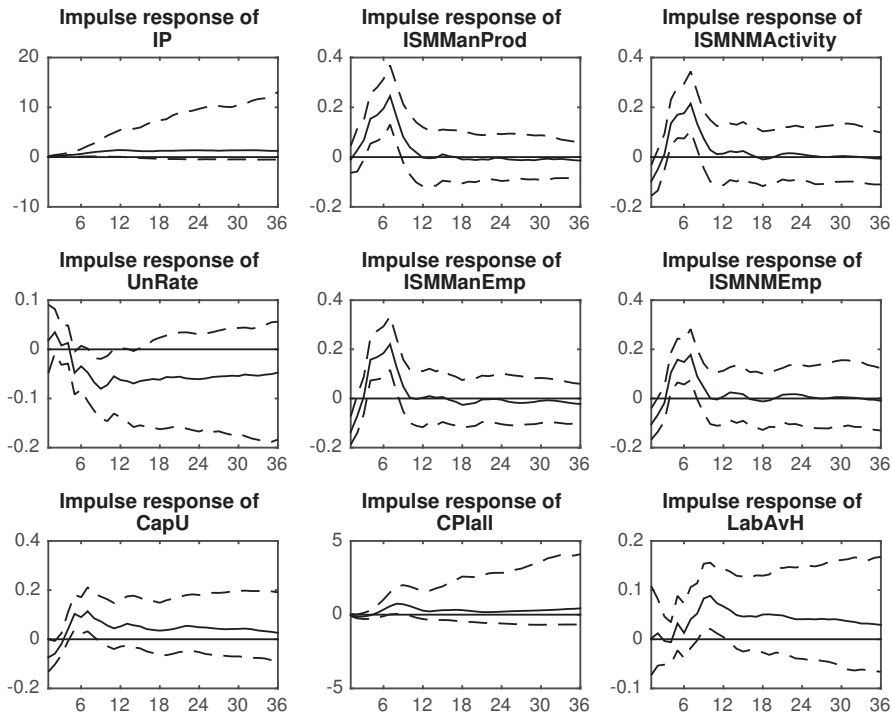 Impulse response of
IP
20
10
0
-10
6 12 18 24 30 36
Impulse response of
ISMManProd
0.4
0.2
0
-0.2
6 12 18 24 30 36
Impulse response of
ISMNMActivity
0.4
0.2
0
-0.2
6 12 18 24 30 36
Impulse response of
UnRate
0.1
0
-0.1
-0.2
6 12 18 24 30 36
Impulse response of
ISMManEmp
0.4
0.2
0
-0.2
6 12 18 24 30 36
Impulse response of
ISMNMEmp
0.4
0.2
0
-0.2
6 12 18 24 30 36
Impulse response of
CapU
0.4
0.2
0
-0.2
6 12 18 24 30 36
Impulse response of
CPIall
5
0
-5
6 12 18 24 30 36
Impulse response of
LabAvH
0.2
0.1
0
-0.1
6 12 18 24 30 36